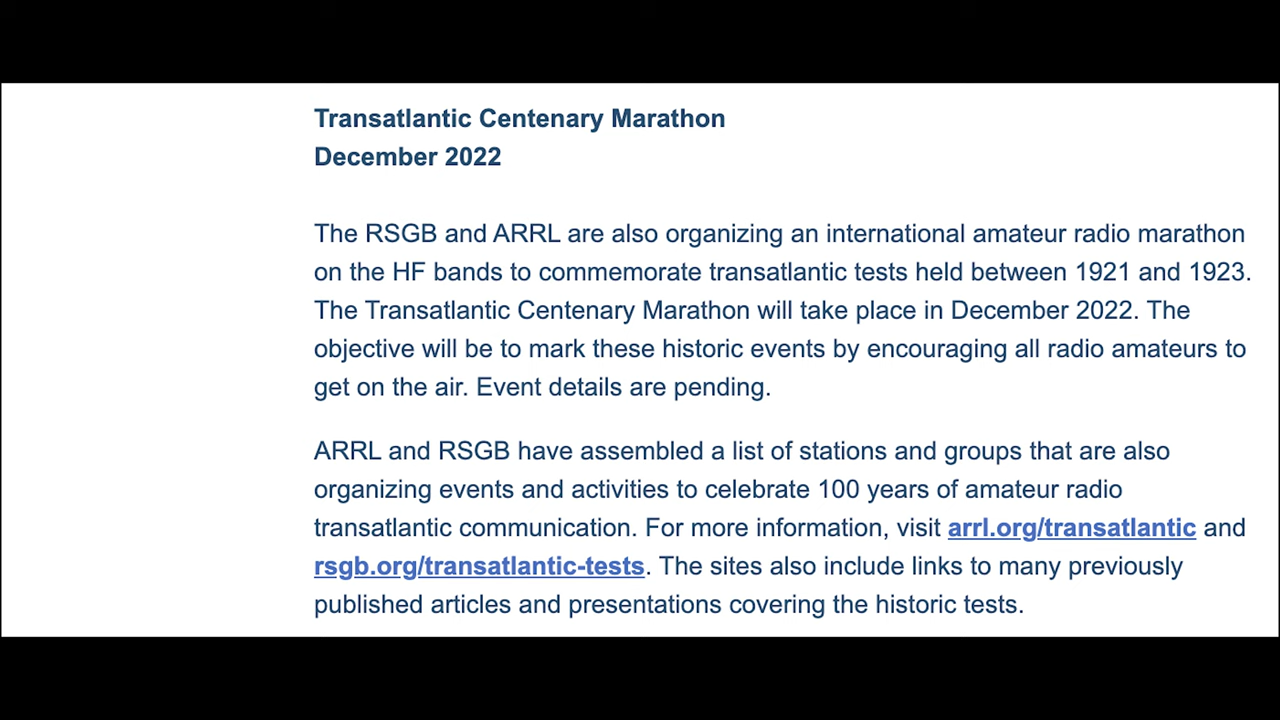 Transatlantic Centenary Marathon
December 2022
The RSGB and ARRL are also organizing an international amateur radio marathon
on the HF bands to commemorate transatlantic tests held between 1921 and 1923.
The Transatlantic Centenary Marathon will take place in December 2022. The
objective will be to mark these historic events by encouraging all radio amateurs to
get on the air. Event details are pending.
ARRL and RSGB have assembled a list of stations and groups that are also
organizing events and activities to celebrate 100 years of amateur radio
transatlantic communication. For more information, visit arrl.org/transatlantic and
rsgb.org/transatlantic-tests. The sites also include links to many previously
published articles and presentations covering the historic tests.